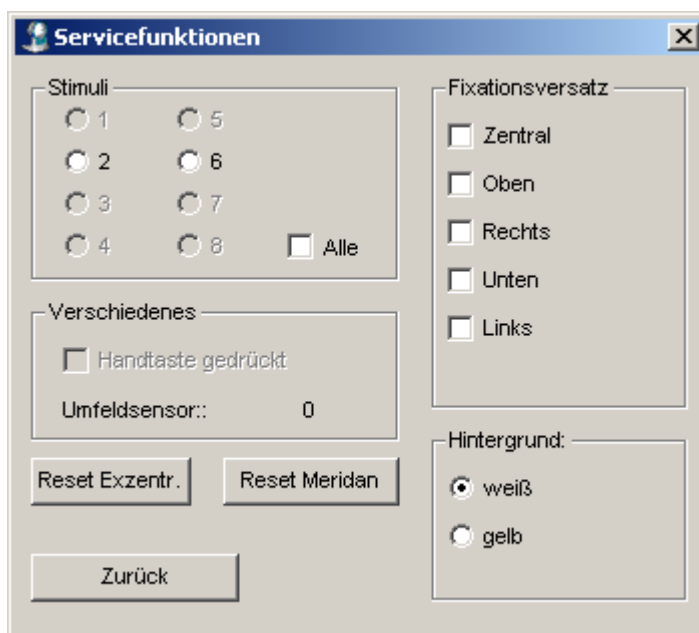 Servicefunktionen
Stimuli
1 5
2 6
3 7
4 8 Alle
Verschiedenes
Handtaste gedrückt
Umfeldsensor:: 0
Reset Exzentr. Reset Meridan
Zurück
Fixationsversatz
Zentral
Oben
Rechts
Unten
Links
Hintergrund:
weiß
gelb